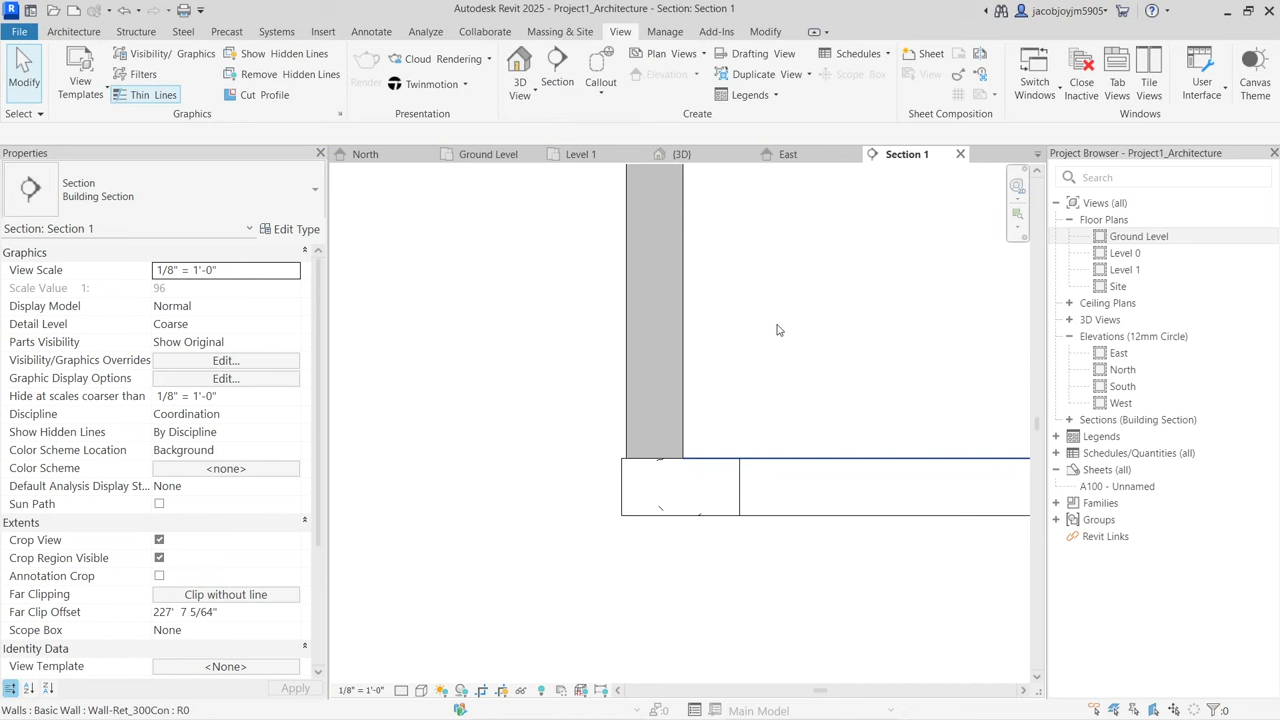 Autodesk Revit 2025 - Project1_Architecture - Section: Section 1
jacobjoyjm5905
File Architecture Structure Steel Precast Systems Insert Annotate Analyze Collaborate Massing & Site View Manage Add-Ins Modify
Modify
View
Templates
Visibility/ Graphics
Filters
Thin Lines
Show Hidden Lines
Remove Hidden Lines
Cut Profile
Render
Cloud Rendering
Twinmotion
3D
View
Section
Callout
Plan Views
Elevation
Drafting View
Duplicate View
Legends
Schedules
Scope Box
Sheet
View
Switch
Windows
Close
Inactive
Tab
Views
Tile
Views
User
Interface
Canvas
Theme
Select Graphics Presentation Create Sheet Composition Windows
Properties
North Ground Level Level 1 {3D} East Section 1
Project Browser - Project1_Architecture
Section
Building Section
Section: Section 1 Edit Type
Graphics
View Scale 1/8" = 1'-0"
Scale Value 1: 96
Display Model Normal
Detail Level Coarse
Parts Visibility Show Original
Visibility/Graphics Overrides Edit...
Graphic Display Options Edit...
Hide at scales coarser than 1/8" = 1'-0"
Discipline Coordination
Show Hidden Lines By Discipline
Color Scheme Location Background
Color Scheme <none>
Default Analysis Display St... None
Sun Path
Extents
Crop View
Crop Region Visible
Annotation Crop
Far Clipping Clip without line
Far Clip Offset 227' 7 5/64"
Scope Box None
Identity Data
View Template <None>
Apply
Search
Views (all)
Floor Plans
Ground Level
Level 0
Level 1
Site
Ceiling Plans
3D Views
Elevations (12mm Circle)
East
North
South
West
Sections (Building Section)
Legends
Schedules/Quantities (all)
Sheets (all)
A100 - Unnamed
Families
Groups
Revit Links
1/8" = 1'-0"
Walls : Basic Wall : Wall-Ret_300Con : R0
:0
Main Model
:0